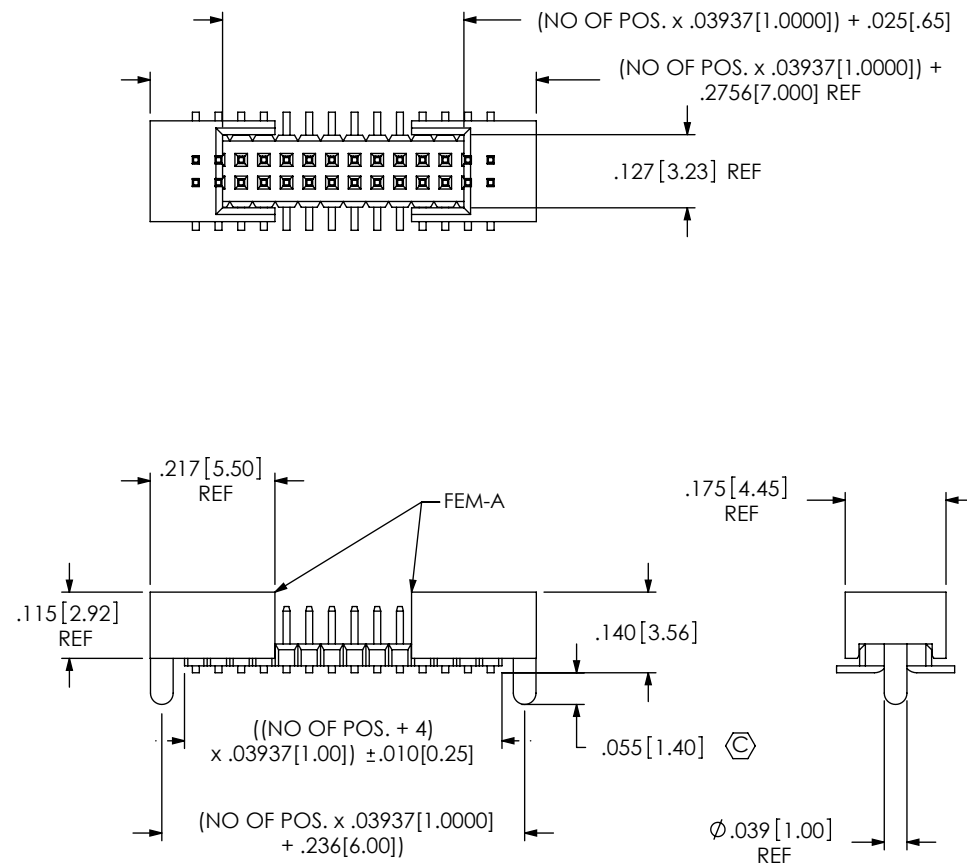 (NO OF POS. x .03937[1.0000]) + .025[.65]
(NO OF POS. x .03937[1.0000]) +
.2756[7.000] REF
.127[3.23] REF
.217[5.50]
REF
FEM-A
.175[4.45]
REF
.115[2.92]
REF
.140[3.56]
((NO OF POS. + 4)
x .03937[1.00]) ±.010[0.25]
.055[1.40] C
(NO OF POS. x .03937[1.0000]
+ .236[6.00])
Ø.039[1.00]
REF